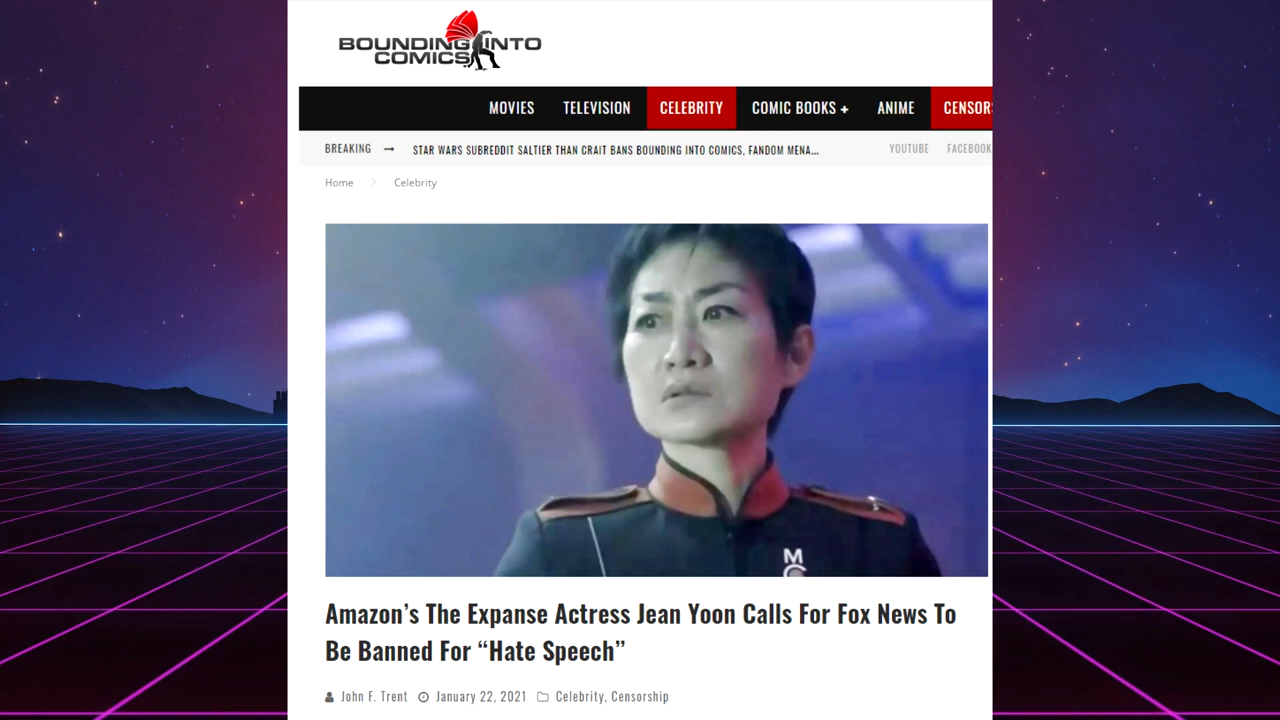 BOUNDING INTO
COMICS
MOVIES TELEVISION CELEBRITY COMIC BOOKS + ANIME CENSORS
BREAKING → STAR WARS SUBREDDIT SALTIER THAN CRAIT BANS BOUNDING INTO COMICS, FANDOM MENA... YOUTUBE FACEBOOK
Home > Celebrity
M
C
Amazon’s The Expanse Actress Jean Yoon Calls For Fox News To
Be Banned For “Hate Speech”
John F. Trent January 22, 2021 Celebrity, Censorship